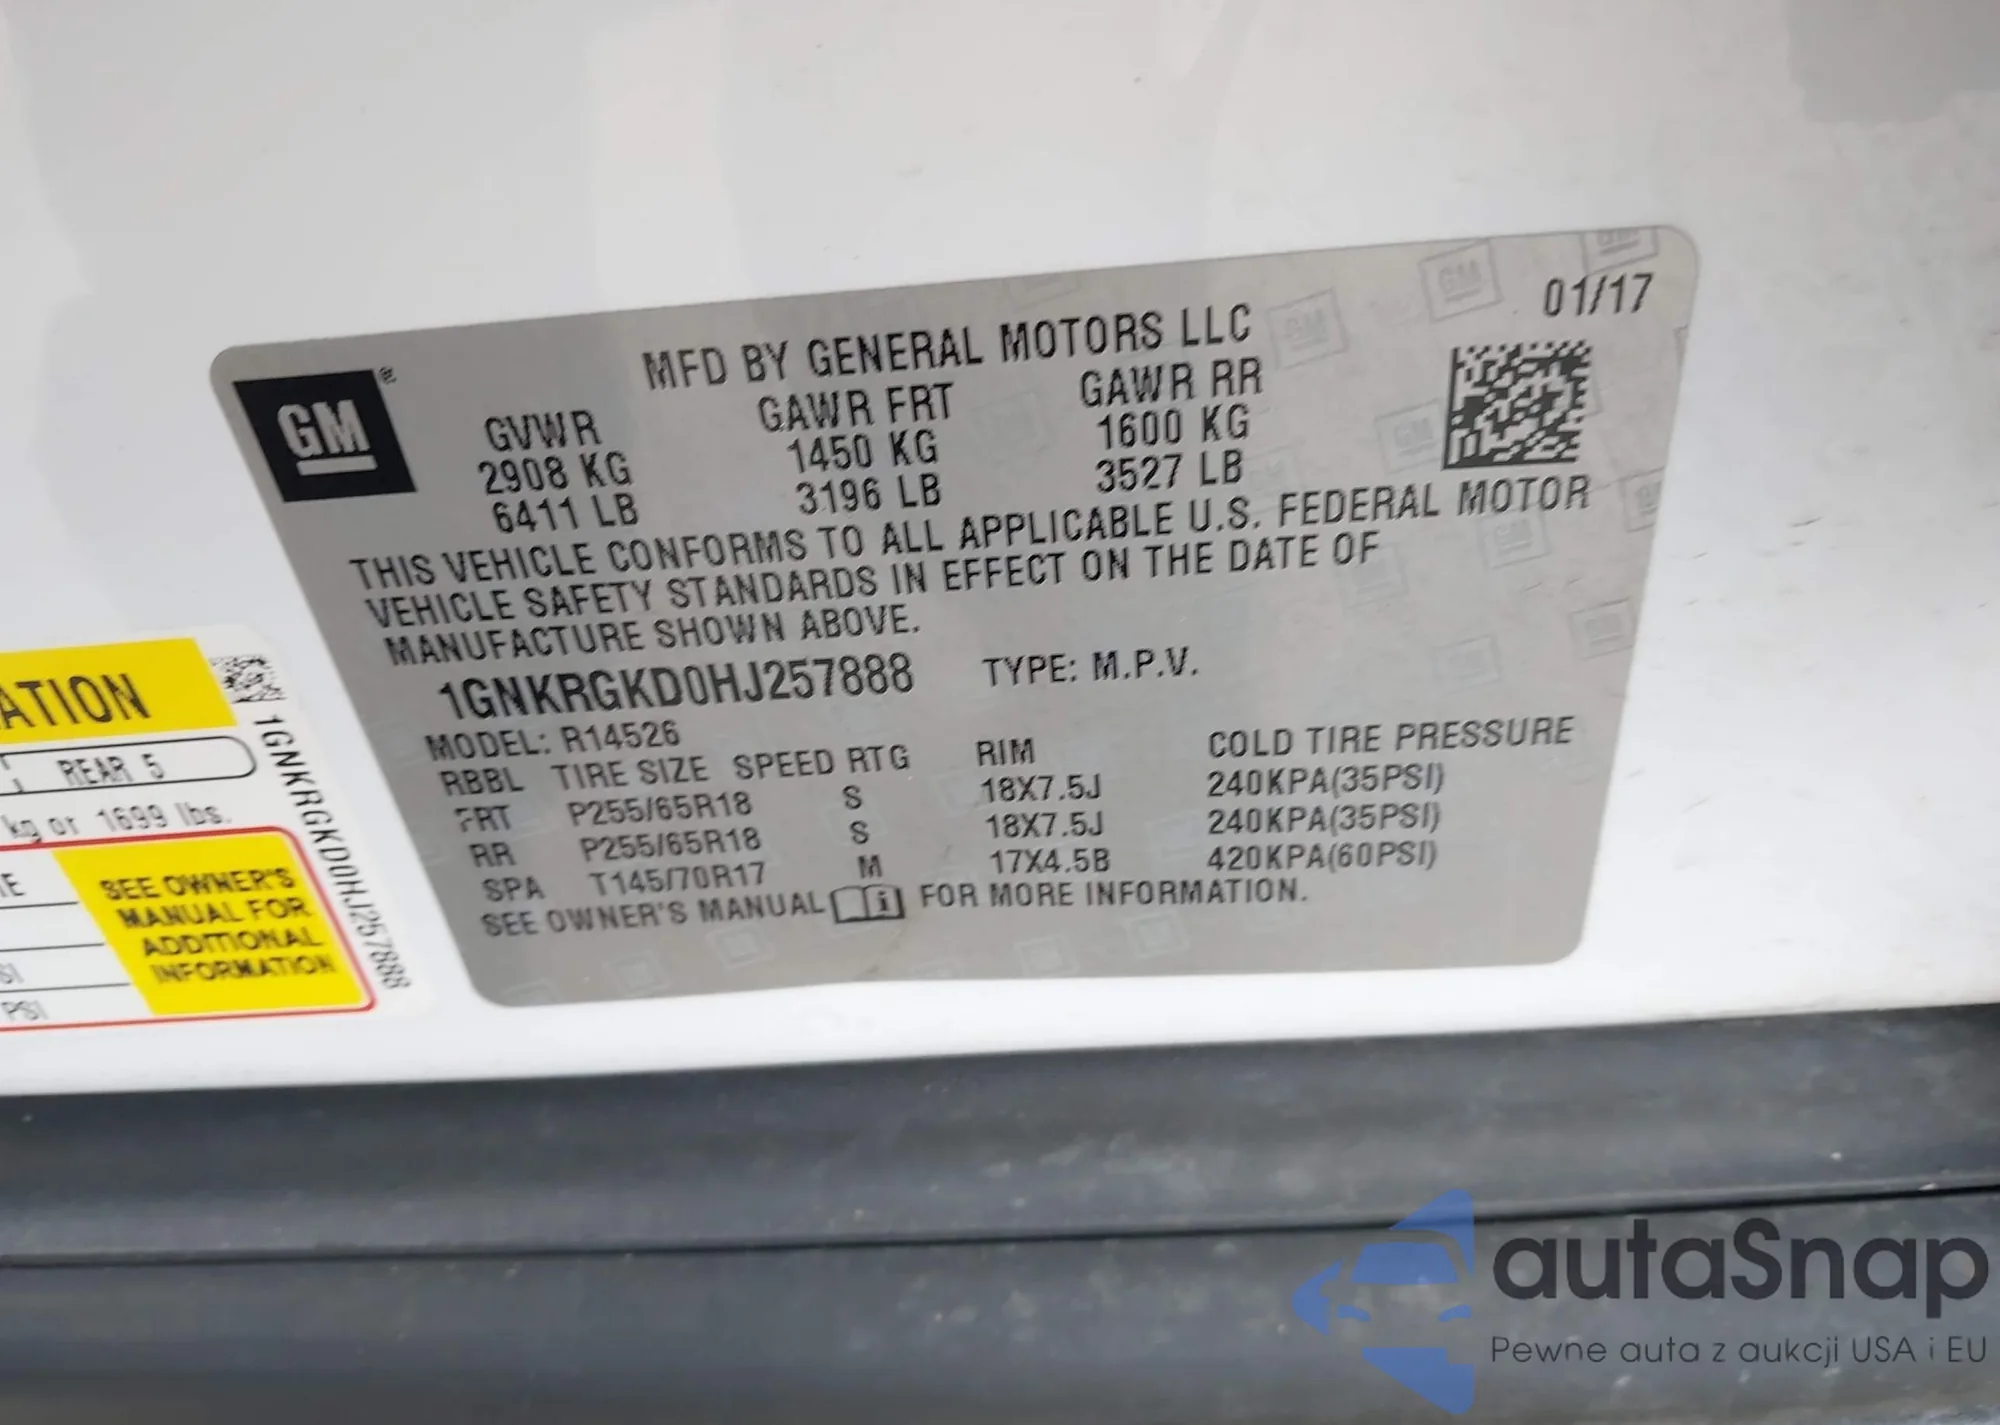 01/17
MFD BY GENERAL MOTORS LLC
GM
GVWR GAWR FRT GAWR RR
2908 KG 1450 KG 1600 KG
6411 LB 3196 LB 3527 LB
THIS VEHICLE CONFORMS TO ALL APPLICABLE U.S. FEDERAL MOTOR
VEHICLE SAFETY STANDARDS IN EFFECT ON THE DATE OF
MANUFACTURE SHOWN ABOVE.
1GNKRGKD0HJ257888 TYPE: M.P.V.
MODEL: R14526
RBBL TIRE SIZE SPEED RTG RIM COLD TIRE PRESSURE
FRT P255/65R18 S 18X7.5J 240KPA(35PSI)
RR P255/65R18 S 18X7.5J 240KPA(35PSI)
SPA T145/70R17 M 17X4.5B 420KPA(60PSI)
SEE OWNER'S MANUAL i FOR MORE INFORMATION.
ATION
REAR 5
kg or 1699 lbs.
SEE OWNER'S
MANUAL FOR
ADDITIONAL
INFORMATION
PSI
1GNKRGKD0HJ257888
autaSnap
Pewne auta z aukcji USA i EU